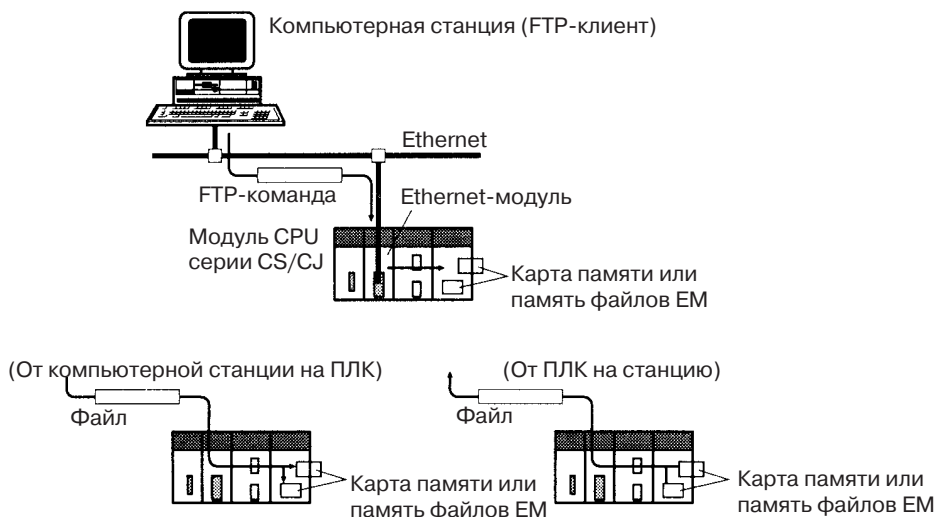 Компьютерная станция (FTP-клиент)
Ethernet
FTP-команда
Ethernet-модуль
Модуль CPU
серии CS/CJ
Карта памяти или
память файлов EM
(От компьютерной станции на ПЛК)
Файл
Карта памяти или
память файлов EM
(От ПЛК на станцию)
Файл
Карта памяти или
память файлов EM